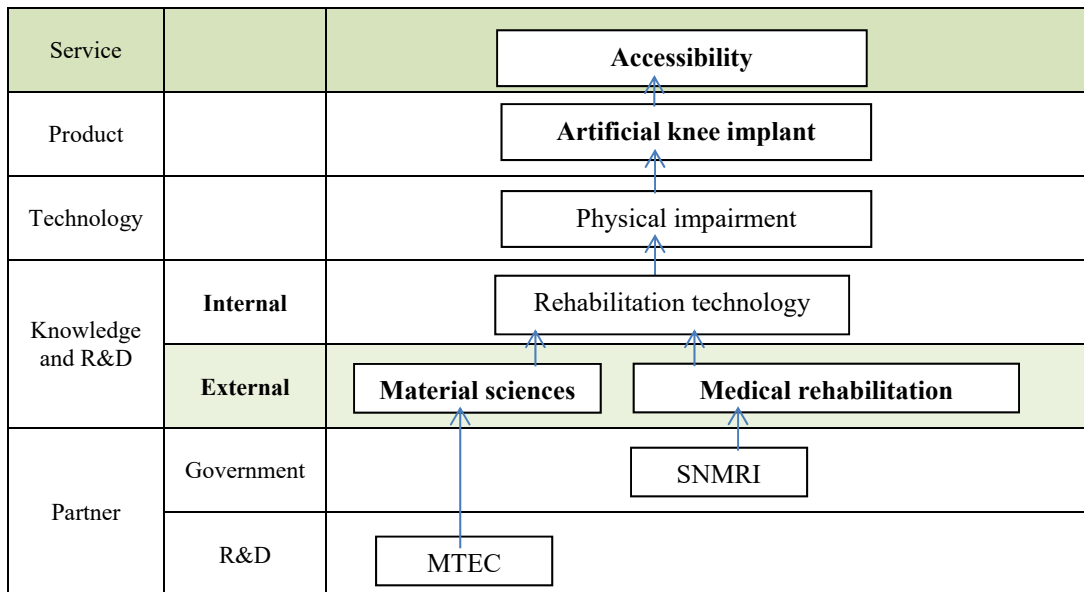 Service
Accessibility
Product
Artificial knee implant
Technology
Physical impairment
Knowledge
and R&D
Internal
Rehabilitation technology
External
Material sciences
Medical rehabilitation
Partner
Government
SNMRI
R&D
MTEC